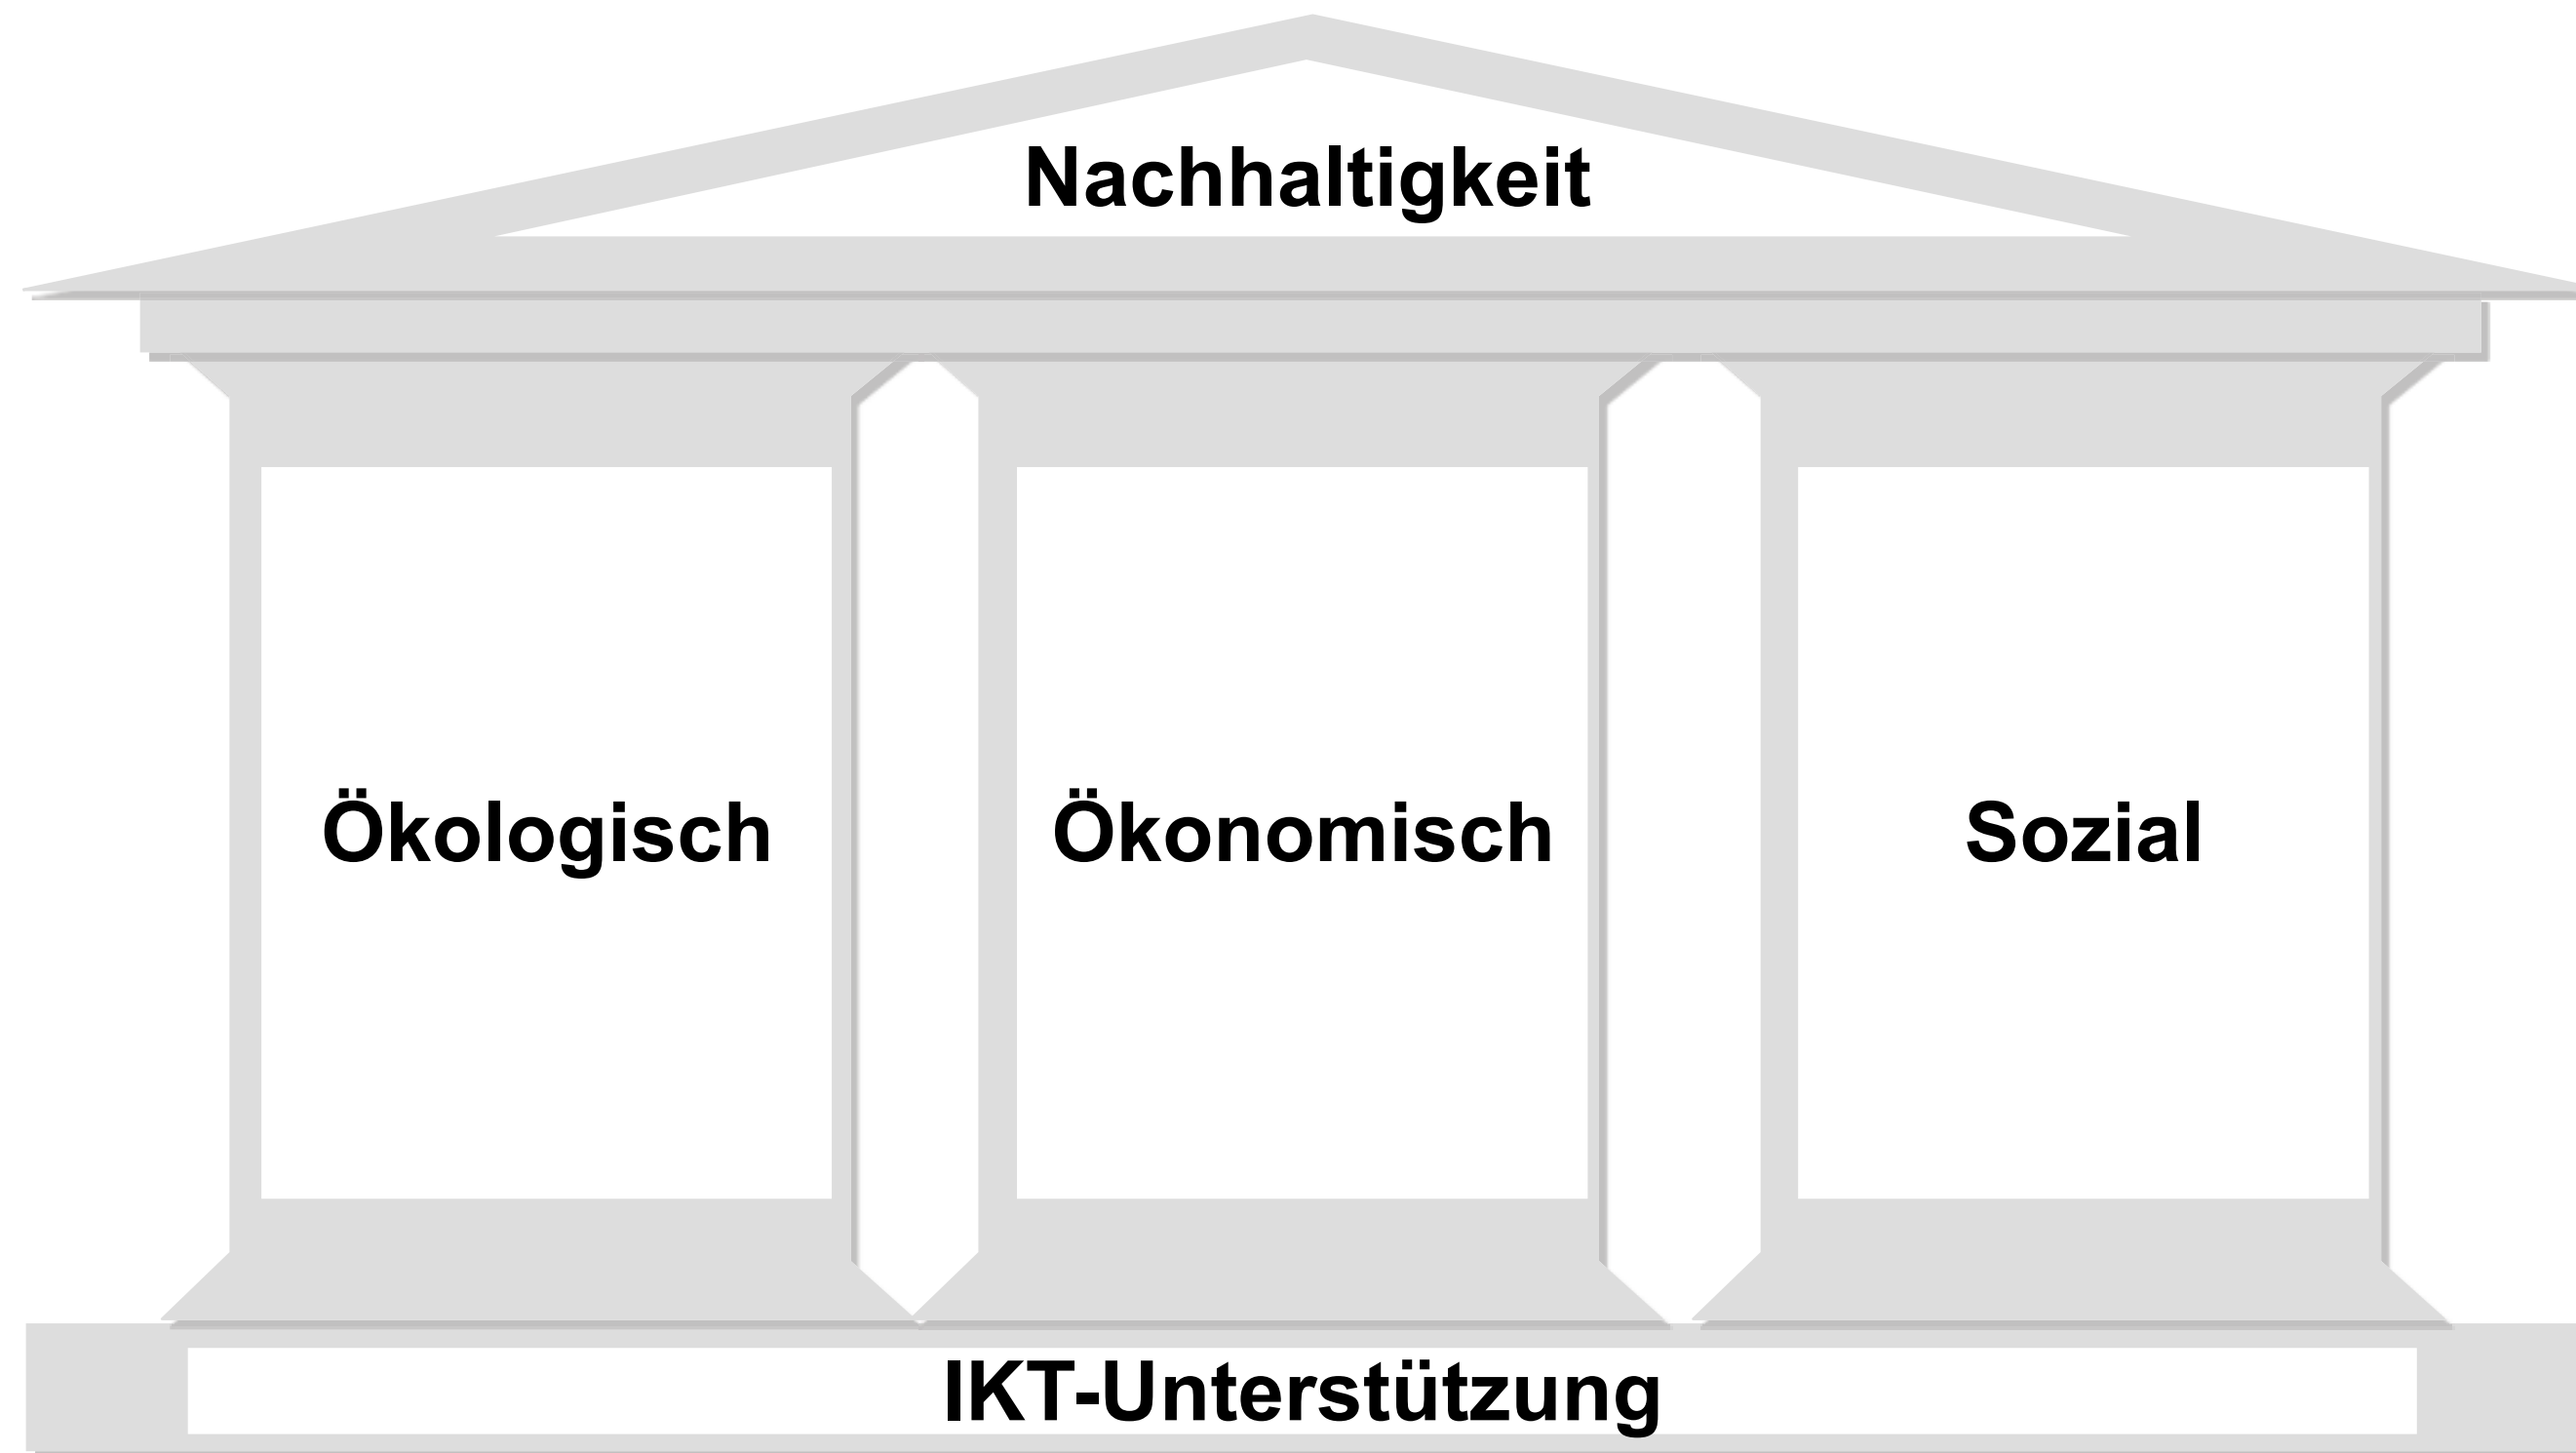 Nachhaltigkeit
Ökologisch
Ökonomisch
Sozial
IKT-Unterstützung